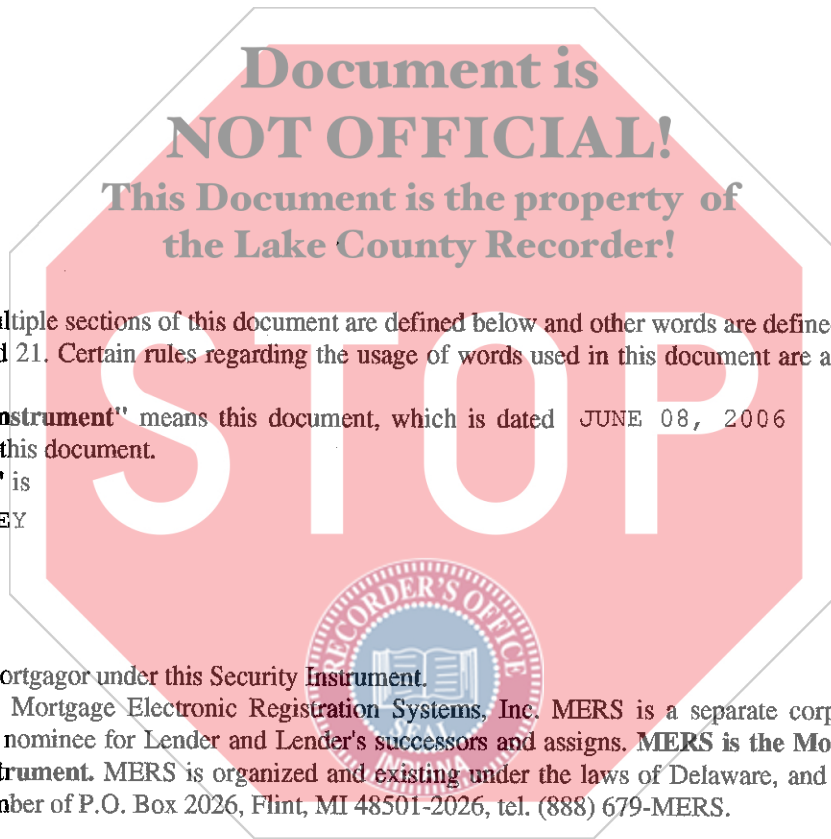 Document is
NOT OFFICIAL!
This Document is the property of
the Lake County Recorder!
ltiple sections of this document are defined below and other words are define
d 21. Certain rules regarding the usage of words used in this document are a
nstrument" means this document, which is dated JUNE 08, 2006
this document.
" is
EY
STOP
RECORDER'S OFFICE
SEAL
INDIANA
ortgagor under this Security Instrument.
Mortgage Electronic Registration Systems, Inc. MERS is a separate corp
nominee for Lender and Lender's successors and assigns. MERS is the Mo
trument. MERS is organized and existing under the laws of Delaware, and
nber of P.O. Box 2026, Flint, MI 48501-2026, tel. (888) 679-MERS.